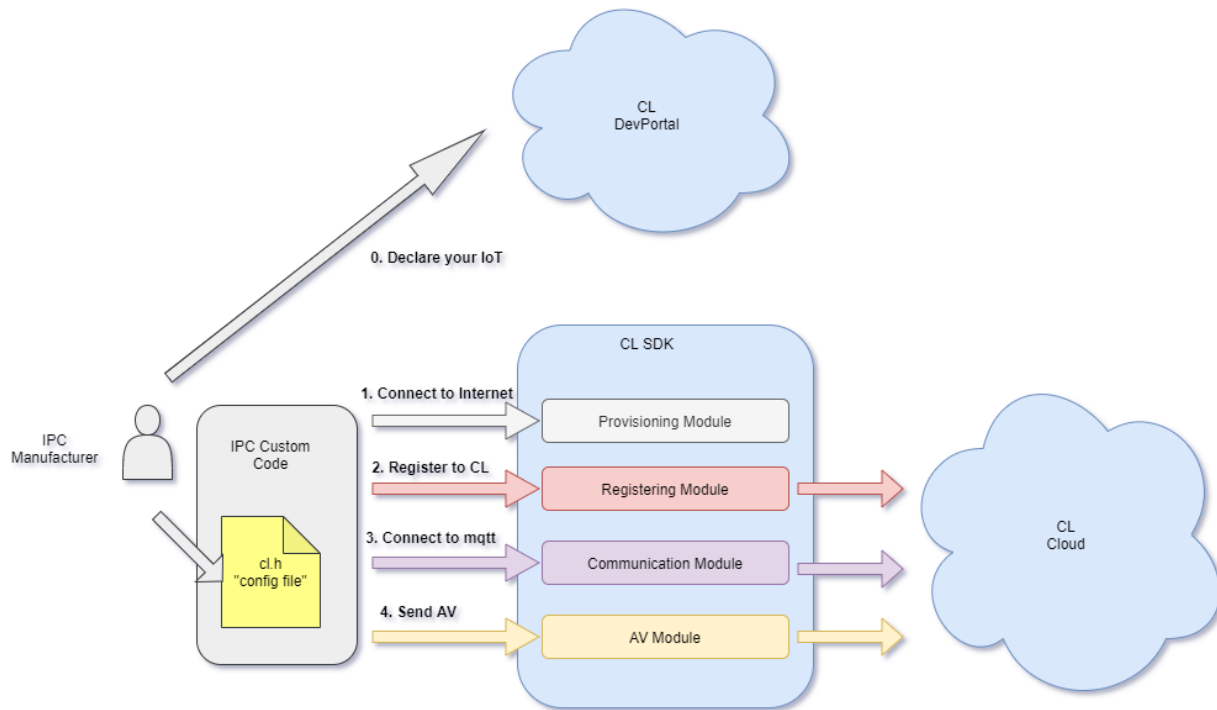 CL
DevPortal
0. Declare your IoT
CL SDK
1. Connect to Internet
Provisioning Module
IPC
Manufacturer
IPC Custom
Code
2. Register to CL
Registering Module
3. Connect to mqtt
Communication Module
cl.h
"config file"
4. Send AV
AV Module
CL
Cloud